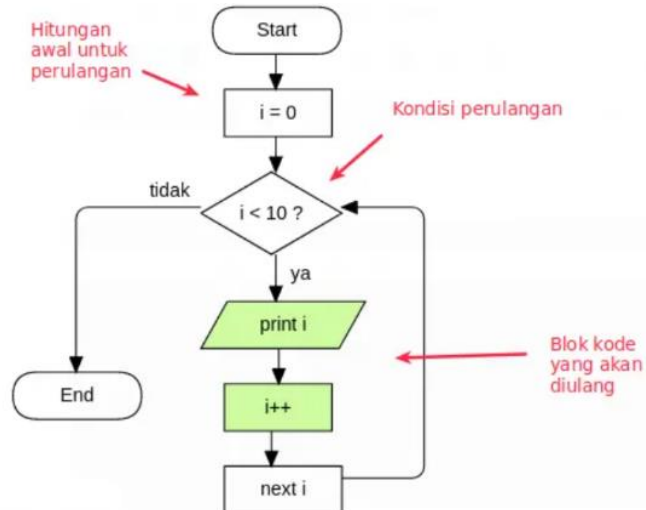 Hitungan
awal untuk
perulangan
Start
i = 0
Kondisi perulangan
tidak
i < 10 ?
ya
print i
Blok kode
yang akan
diulang
End
i++
next i